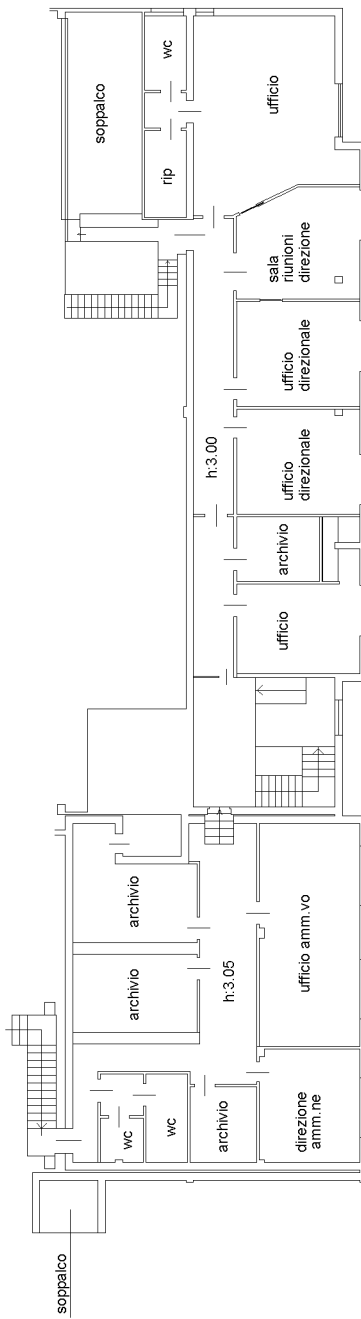 soppalco
wc
rip
ufficio
sala
riunioni
direzione
ufficio
direzionale
ufficio
direzionale
h:3.00
archivio
ufficio
archivio
archivio
h:3.05
ufficio amm.vo
wc
wc
archivio
direzione
amm.ne
soppalco